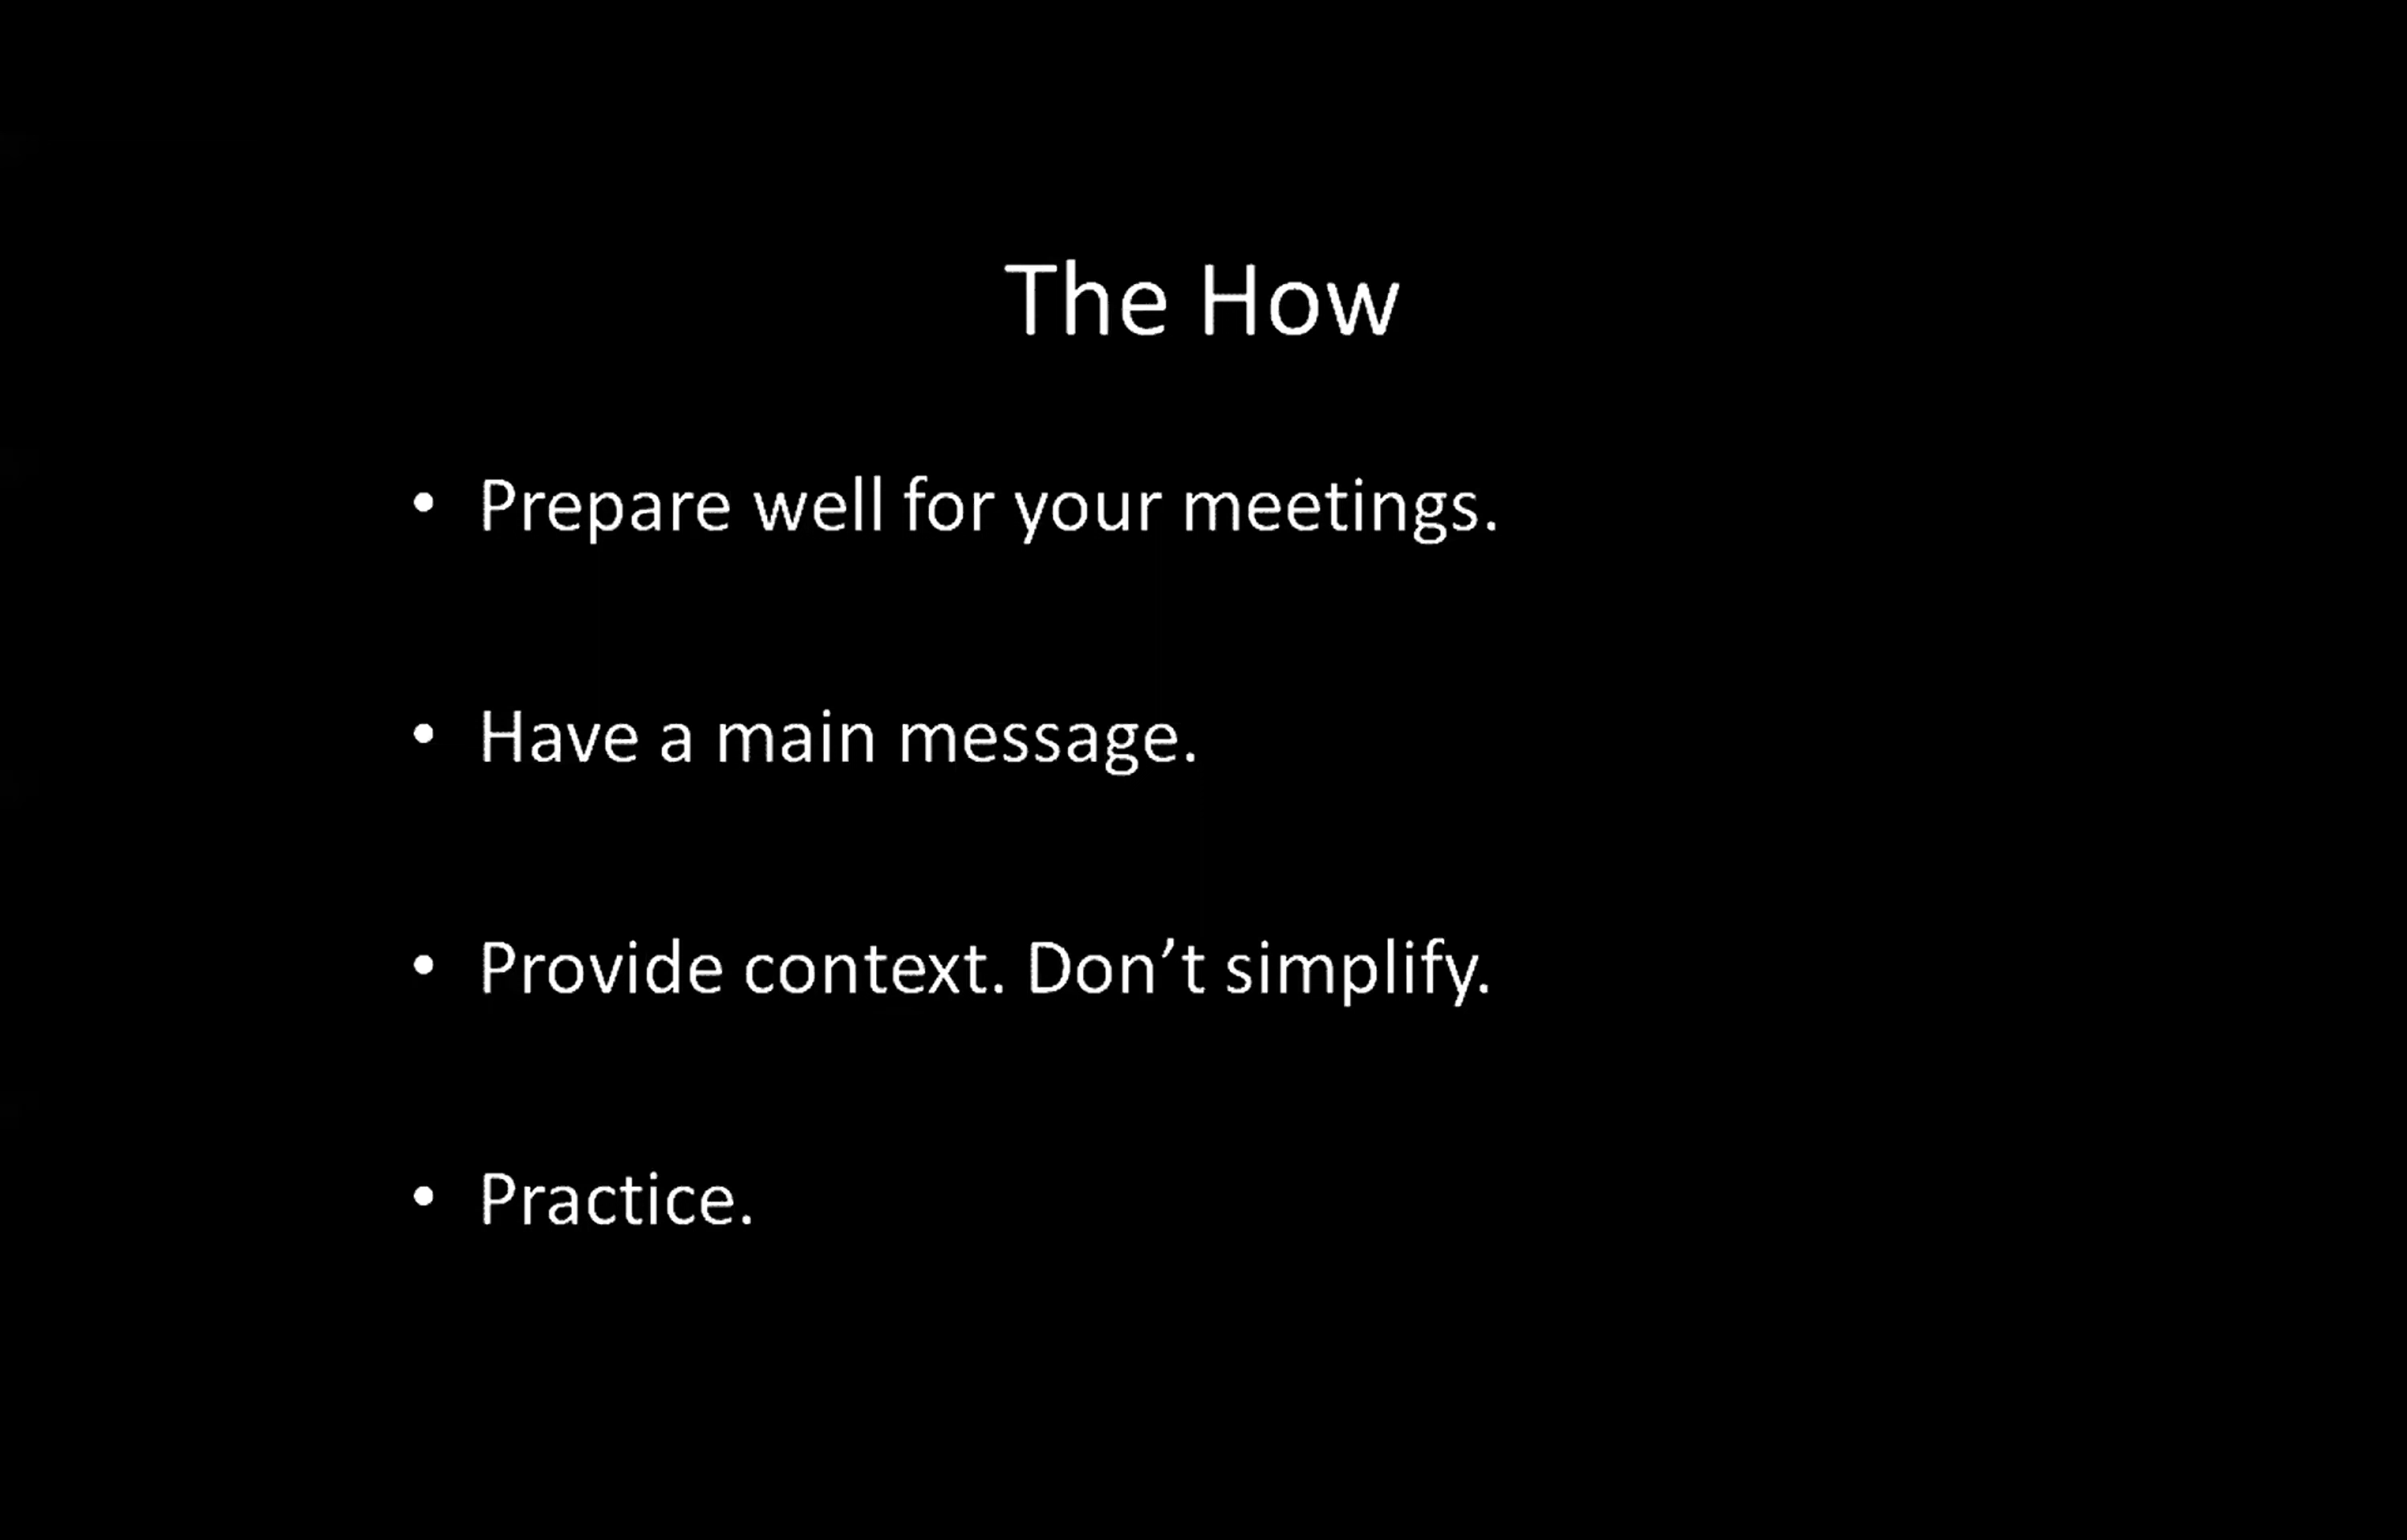 The How
• Prepare well for your meetings.
• Have a main message.
• Provide context. Don’t simplify.
• Practice.